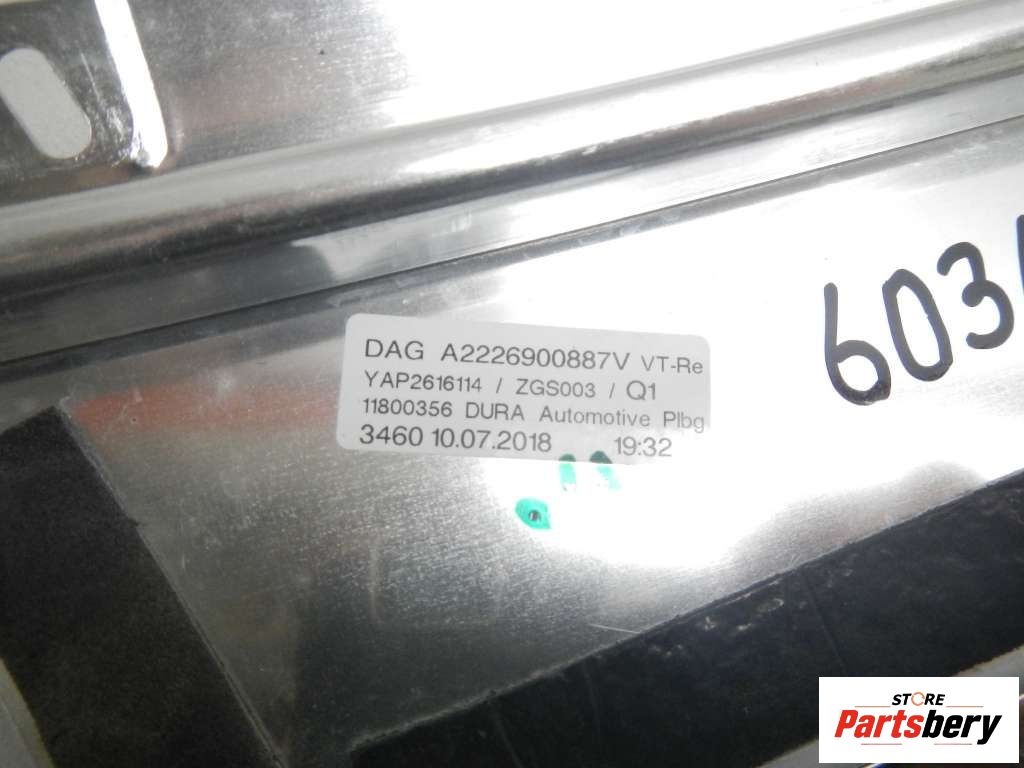 603
DAG A2226900887V VT-Re
YAP2616114 / ZGS003 / Q1
11800356 DURA Automotive Plbg
3460 10.07.2018 19:32
STORE
Partsbery